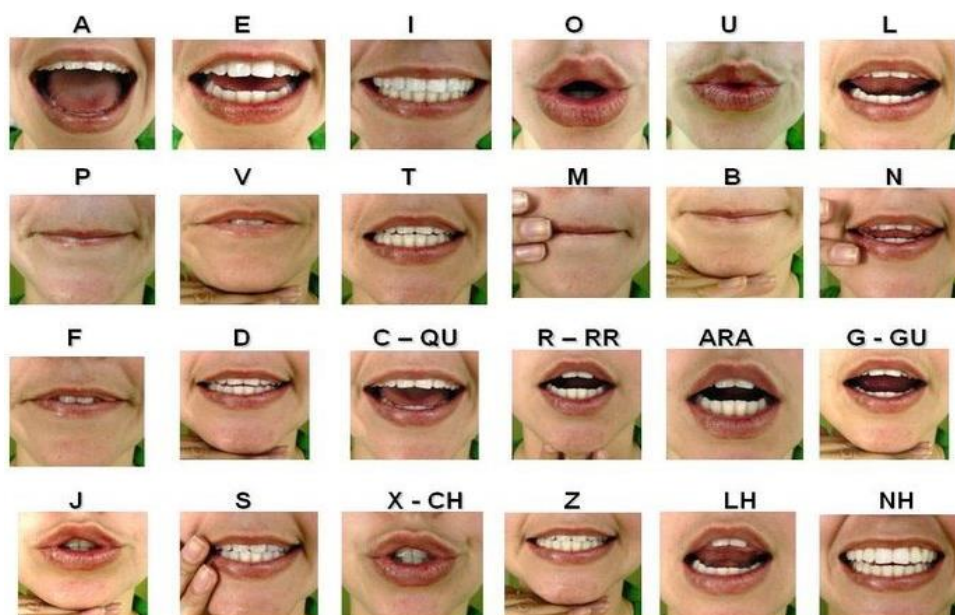 A E I O U L
P V T M B N
F D C – QU R – RR ARA G - GU
J S X - CH Z LH NH